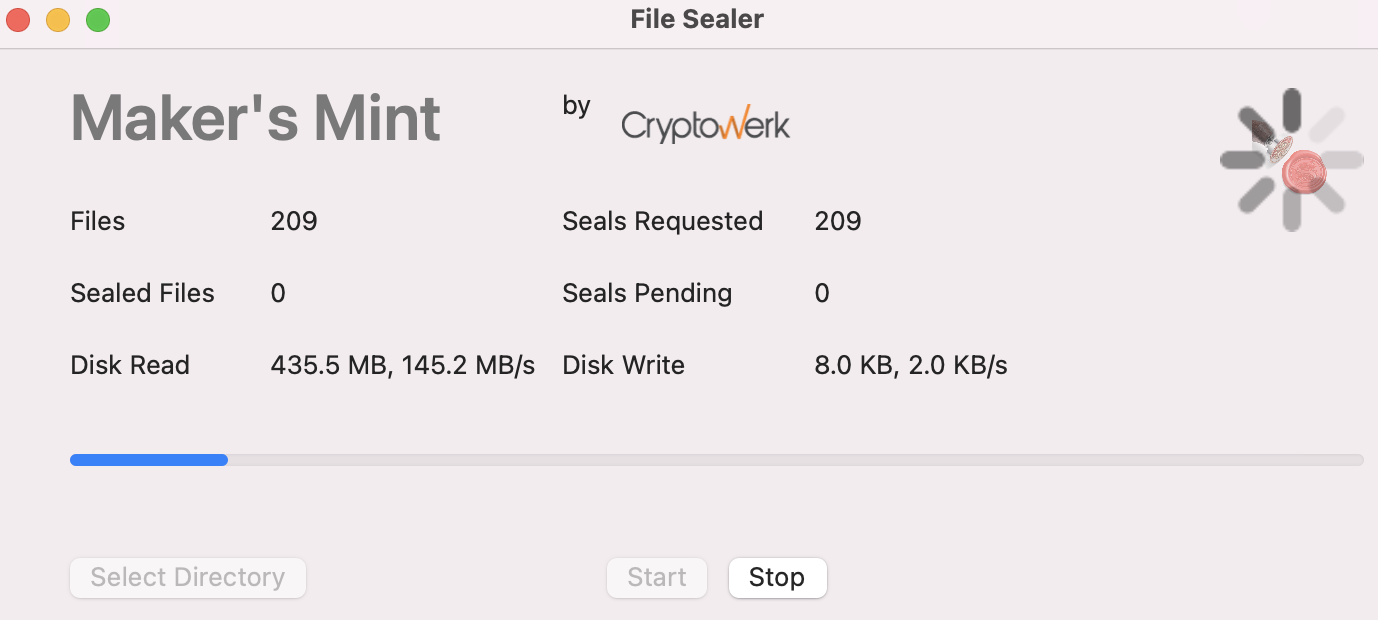 File Sealer
Maker's Mint by CryptoWerk
Files 209 Seals Requested 209
Sealed Files 0 Seals Pending 0
Disk Read 435.5 MB, 145.2 MB/s Disk Write 8.0 KB, 2.0 KB/s
Select Directory Start Stop